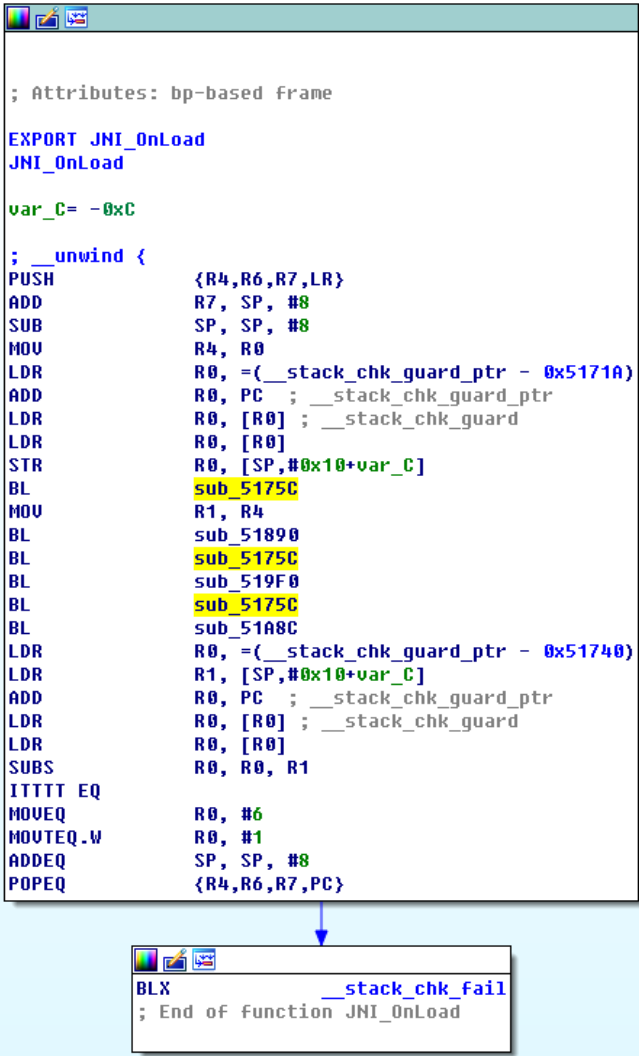 ; Attributes: bp-based frame
EXPORT JNI_OnLoad
JNI_OnLoad
var_C= -0xC
; __unwind {
PUSH {R4,R6,R7,LR}
ADD R7, SP, #8
SUB SP, SP, #8
MOV R4, R0
LDR R0, =(__stack_chk_guard_ptr - 0x5171A)
ADD R0, PC ; __stack_chk_guard_ptr
LDR R0, [R0] ; __stack_chk_guard
LDR R0, [R0]
STR R0, [SP,#0x10+var_C]
BL sub_5175C
MOV R1, R4
BL sub_51890
BL sub_5175C
BL sub_519F0
BL sub_5175C
BL sub_51A8C
LDR R0, =(__stack_chk_guard_ptr - 0x51740)
LDR R1, [SP,#0x10+var_C]
ADD R0, PC ; __stack_chk_guard_ptr
LDR R0, [R0] ; __stack_chk_guard
LDR R0, [R0]
SUBS R0, R0, R1
ITTTT EQ
MOVEQ R0, #6
MOVTEQ.W R0, #1
ADDEQ SP, SP, #8
POPEQ {R4,R6,R7,PC}
BLX __stack_chk_fail
; End of function JNI_OnLoad